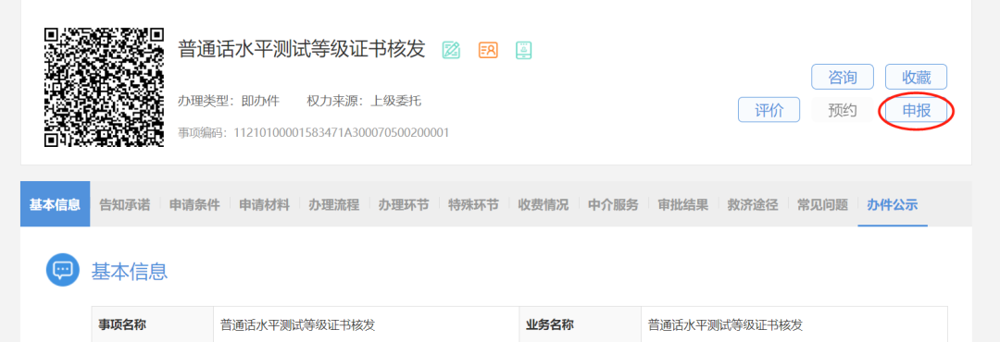 普通话水平测试等级证书核发
咨询 收藏
办理类型：即办件 权力来源：上级委托
评价 预约 申报
事项编码：11210100001583471A300070500200001
基本信息 告知承诺 申请条件 申请材料 办理流程 办理环节 特殊环节 收费情况 中介服务 审批结果 救济途径 常见问题 办件公示
基本信息
事项名称 普通话水平测试等级证书核发 业务名称 普通话水平测试等级证书核发